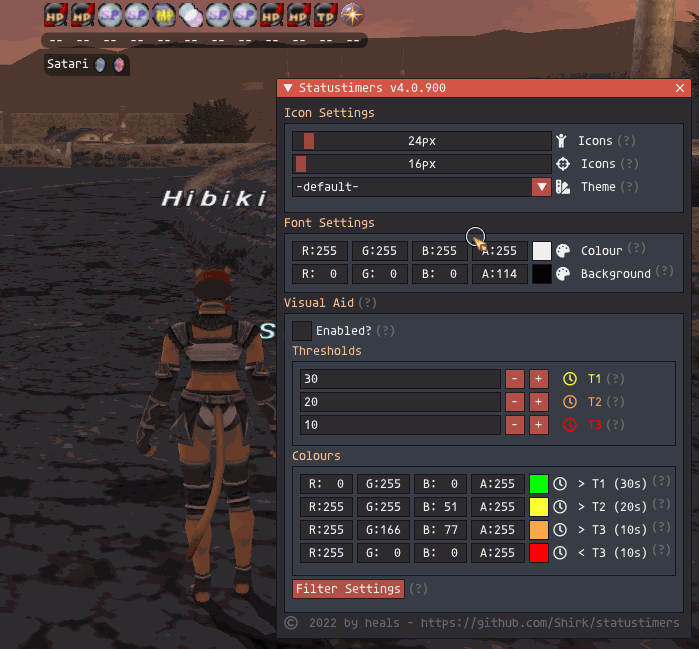 HP HP SP SP MP SP SP HP HP TP
-- -- -- -- -- -- -- -- -- -- -- --
Satari
Statustimers v4.0.900
Icon Settings
24px Icons (?)
16px Icons (?)
-default- Theme (?)
Font Settings
Hibiki
R:255 G:255 B:255 A:255 Colour (?)
R: 0 G: 0 B: 0 A:114 Background (?)
Visual Aid (?)
S
Enabled? (?)
Thresholds
30 - + T1 (?)
20 - + T2 (?)
10 - + T3 (?)
Colours
R: 0 G:255 B: 0 A:255 > T1 (30s) (?)
R:255 G:255 B: 51 A:255 > T2 (20s) (?)
R:255 G:166 B: 77 A:255 > T3 (10s) (?)
R:255 G: 0 B: 0 A:255 < T3 (10s) (?)
Filter Settings (?)
© 2022 by heals - https://github.com/Shirk/statustimers